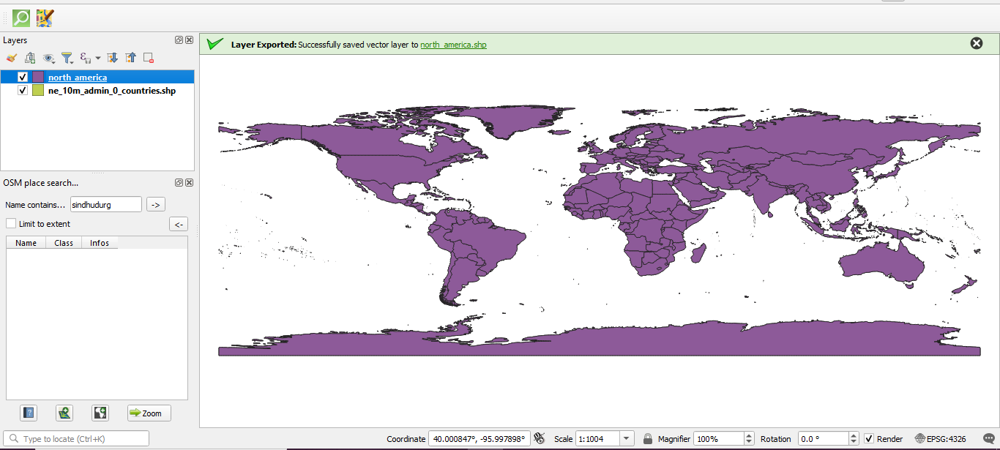 Layers
Layer Exported: Successfully saved vector layer to north_america.shp
north_america
ne_10m_admin_0_countries.shp
OSM place search...
Name contains... sindhudurg ->
Limit to extent <-
Name Class Infos
Zoom
Type to locate (Ctrl+K) Coordinate 40.000847°, -95.997898° Scale 1:1004 Magnifier 100% Rotation 0.0 ° Render EPSG:4326